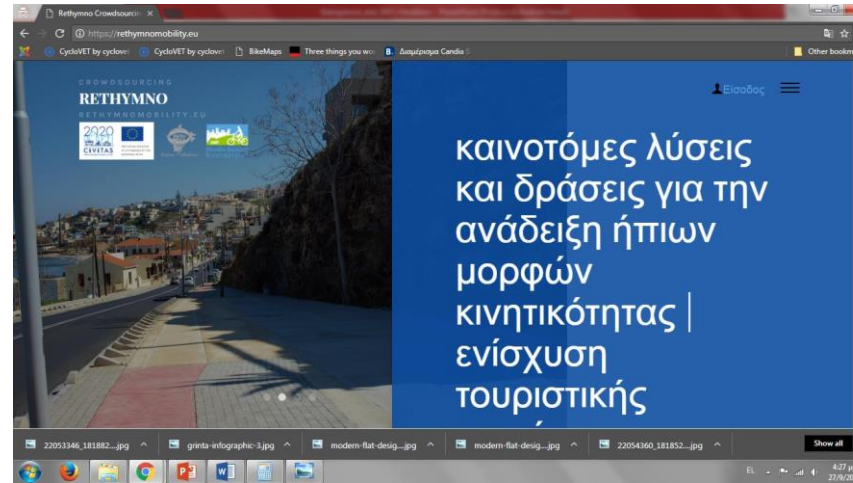 Rethymno Crowdsourcin
https://rethymnomobility.eu
CycloVET by cyclove
CycloVET by cyclove
BikeMaps
Three things you wo
Διαμέρισμα Candia S
Other bookm
CROWDSOURCING
RETHYMNO
RETHYMNOMOBILITY.EU
2020
CIVITAS
Είσοδος
καινοτόμες λύσεις
και δράσεις για την
ανάδειξη ήπιων
μορφών
κινητικότητας |
ενίσχυση
τουριστικής
22053346_181882....jpg
grinta-infographic-3.jpg
modern-flat-desig....jpg
modern-flat-desig....jpg
22054360_181852....jpg
Show all
EL
4:27 μ
27/9/20